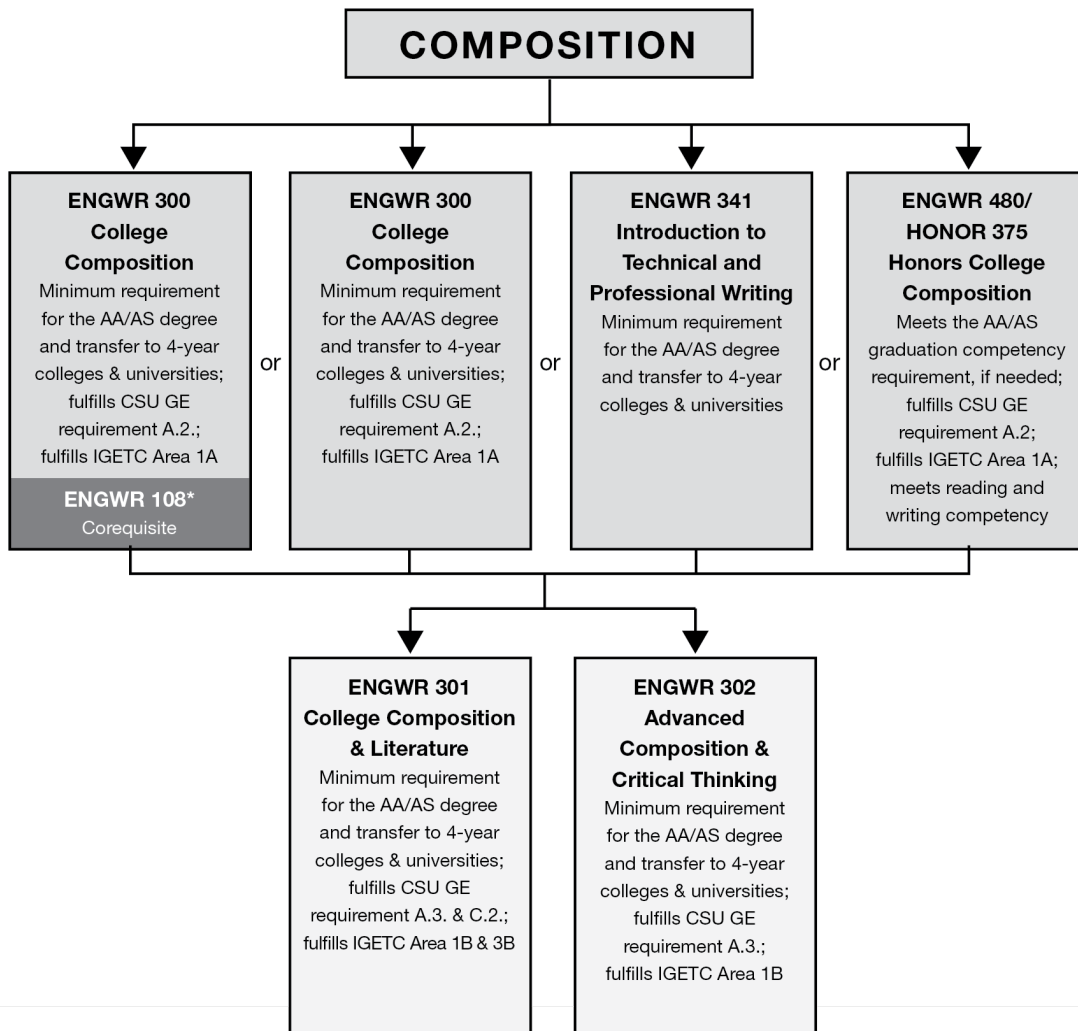 COMPOSITION
ENGWR 300
College
Composition
Minimum requirement
for the AA/AS degree
and transfer to 4-year
colleges & universities;
fulfills CSU GE
requirement A.2.;
fulfills IGETC Area 1A
ENGWR 108*
Corequisite
or
ENGWR 300
College
Composition
Minimum requirement
for the AA/AS degree
and transfer to 4-year
colleges & universities;
fulfills CSU GE
requirement A.2.;
fulfills IGETC Area 1A
or
ENGWR 341
Introduction to
Technical and
Professional Writing
Minimum requirement
for the AA/AS degree
and transfer to 4-year
colleges & universities
or
ENGWR 480/
HONOR 375
Honors College
Composition
Meets the AA/AS
graduation competency
requirement, if needed;
fulfills CSU GE
requirement A.2;
fulfills IGETC Area 1A;
meets reading and
writing competency
ENGWR 301
College Composition
& Literature
Minimum requirement
for the AA/AS degree
and transfer to 4-year
colleges & universities;
fulfills CSU GE
requirement A.3. & C.2.;
fulfills IGETC Area 1B & 3B
ENGWR 302
Advanced
Composition &
Critical Thinking
Minimum requirement
for the AA/AS degree
and transfer to 4-year
colleges & universities;
fulfills CSU GE
requirement A.3.;
fulfills IGETC Area 1B